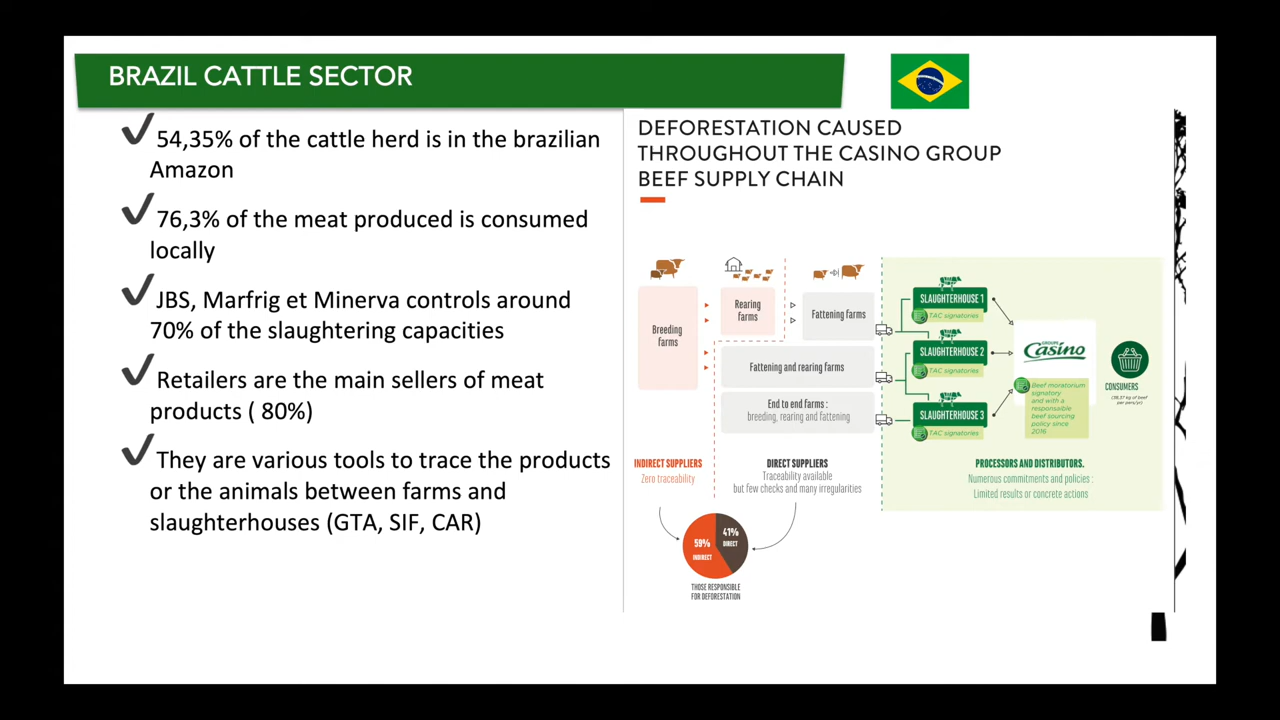 BRAZIL CATTLE SECTOR
54,35% of the cattle herd is in the brazilian
Amazon
76,3% of the meat produced is consumed
locally
JBS, Marfrig et Minerva controls around
70% of the slaughtering capacities
Retailers are the main sellers of meat
products ( 80%)
They are various tools to trace the products
or the animals between farms and
slaughterhouses (GTA, SIF, CAR)
DEFORESTATION CAUSED
THROUGHOUT THE CASINO GROUP
BEEF SUPPLY CHAIN
Breeding
farms
Rearing
farms
Fattening farms
Fattening and rearing farms
End to end farms :
breeding, rearing and fattening
SLAUGHTERHOUSE 1
TAC signatories
SLAUGHTERHOUSE 2
TAC signatories
SLAUGHTERHOUSE 3
TAC signatories
GROUPE
Casino
Beef moratorium
signatory
and with a
responsible
beef sourcing
policy since
2016
CONSUMERS
of beef
per pers/yr)
INDIRECT SUPPLIERS
Zero traceability
DIRECT SUPPLIERS
Traceability available
but few checks and many irregularities
PROCESSORS AND DISTRIBUTORS.
Numerous commitments and policies :
Limited results or concrete actions
59%
INDIRECT
41%
DIRECT
THOSE RESPONSIBLE
FOR DEFORESTATION